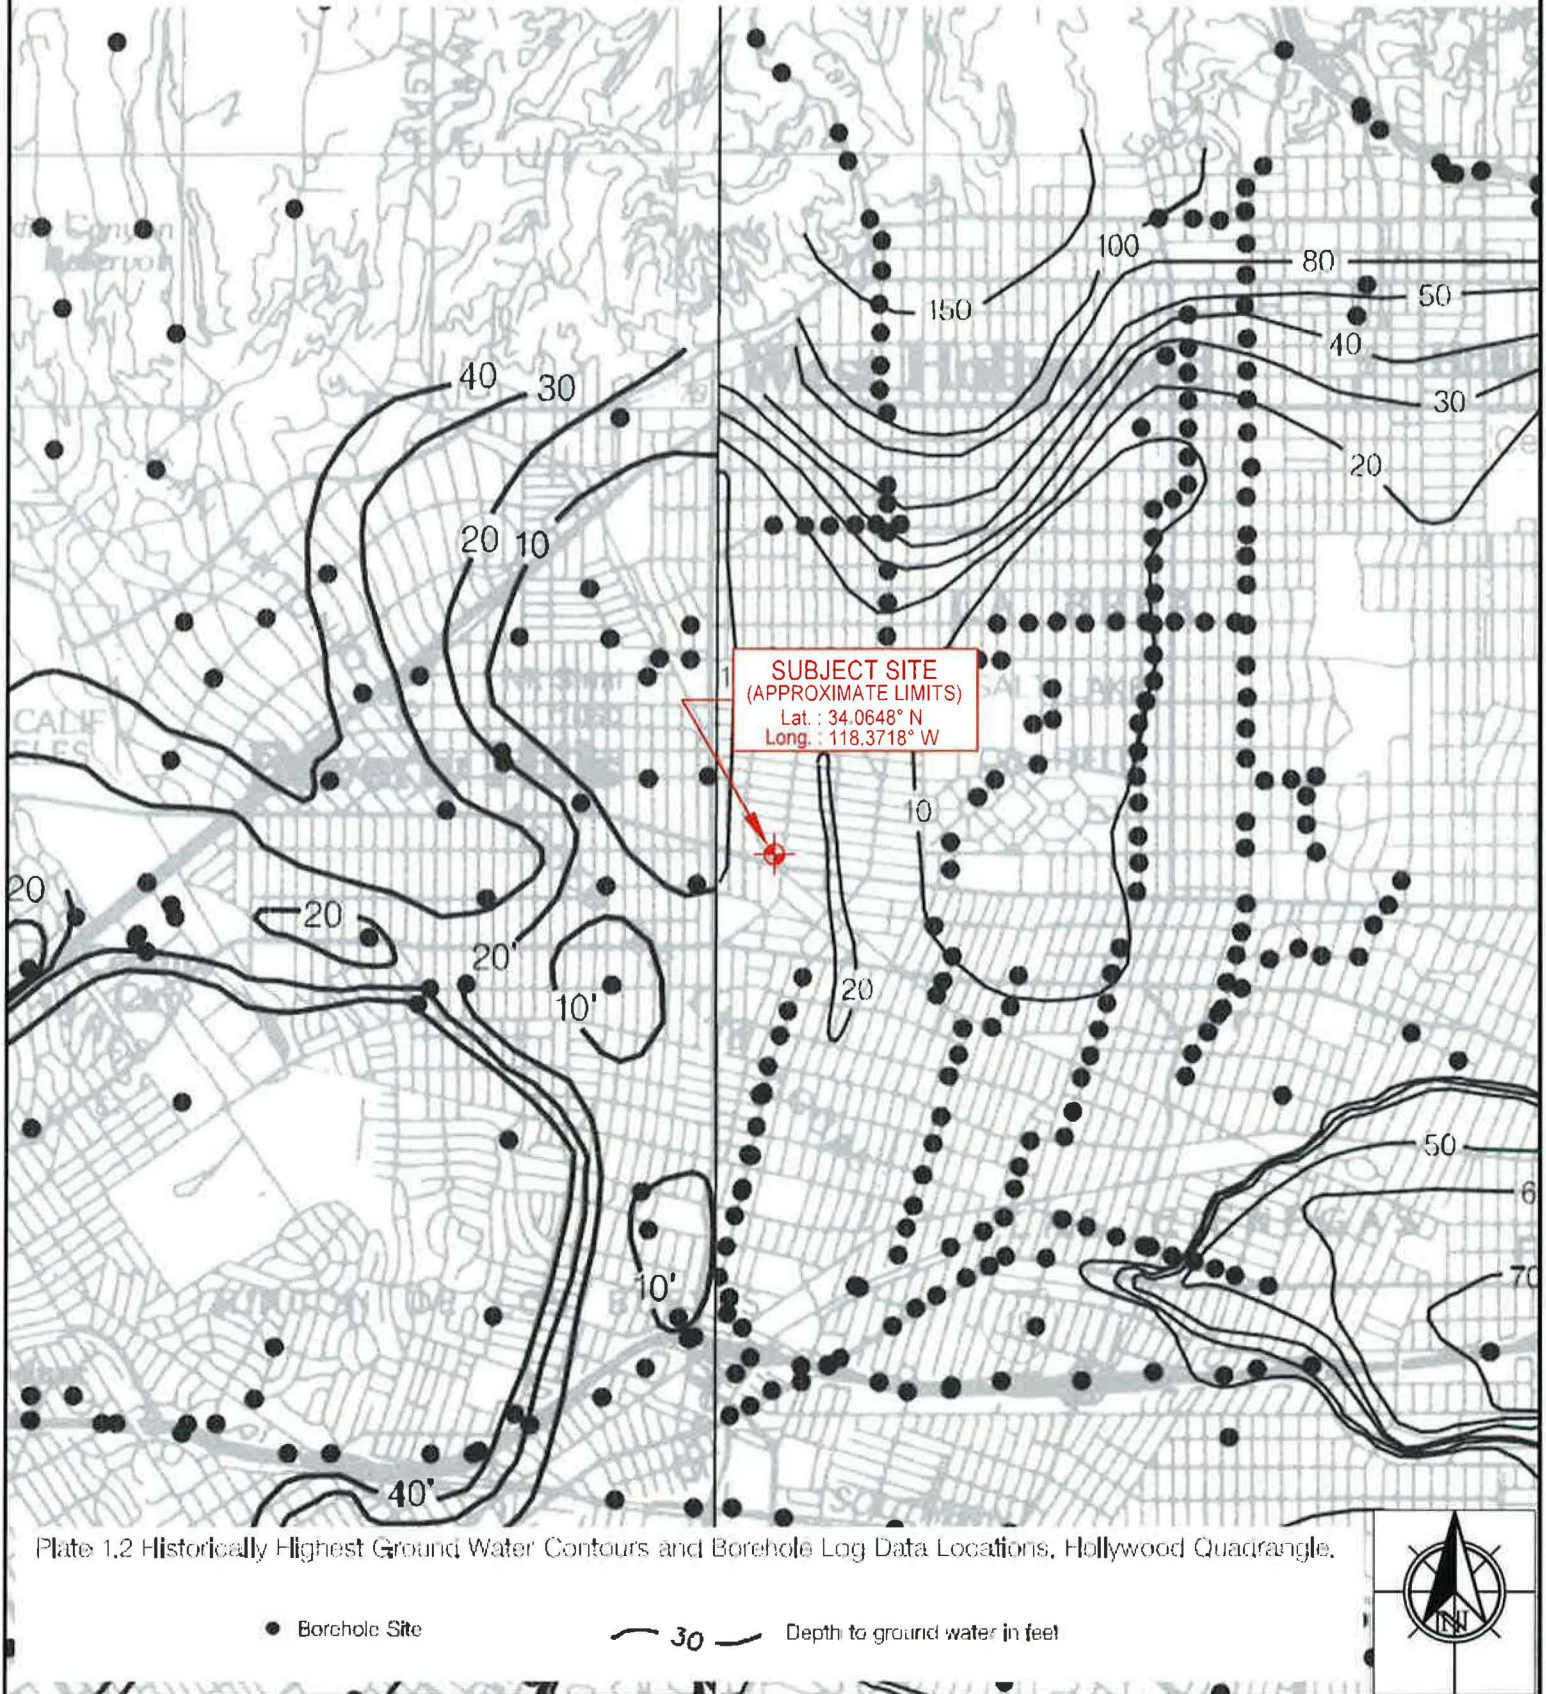 100
80
50
150
40
40
30
30
20
20 10
SUBJECT SITE
(APPROXIMATE LIMITS)
Lat. : 34.0648° N
Long. : 118.3718° W
CALIF
10
20
20
20'
10'
20
50
6
10'
70
40'
Plate 1.2 Historically Highest Ground Water Contours and Borehole Log Data Locations, Hollywood Quadrangle.
Borehole Site
30
Depth to ground water in feet
N